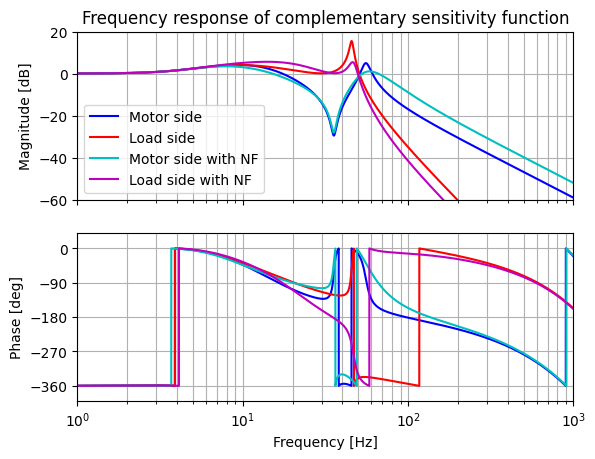 Frequency response of complementary sensitivity function
Magnitude [dB]
20
0
−20
−40
−60
Motor side
Load side
Motor side with NF
Load side with NF
Phase [deg]
0
−90
−180
−270
−360
10^0
10^1
10^2
10^3
Frequency [Hz]